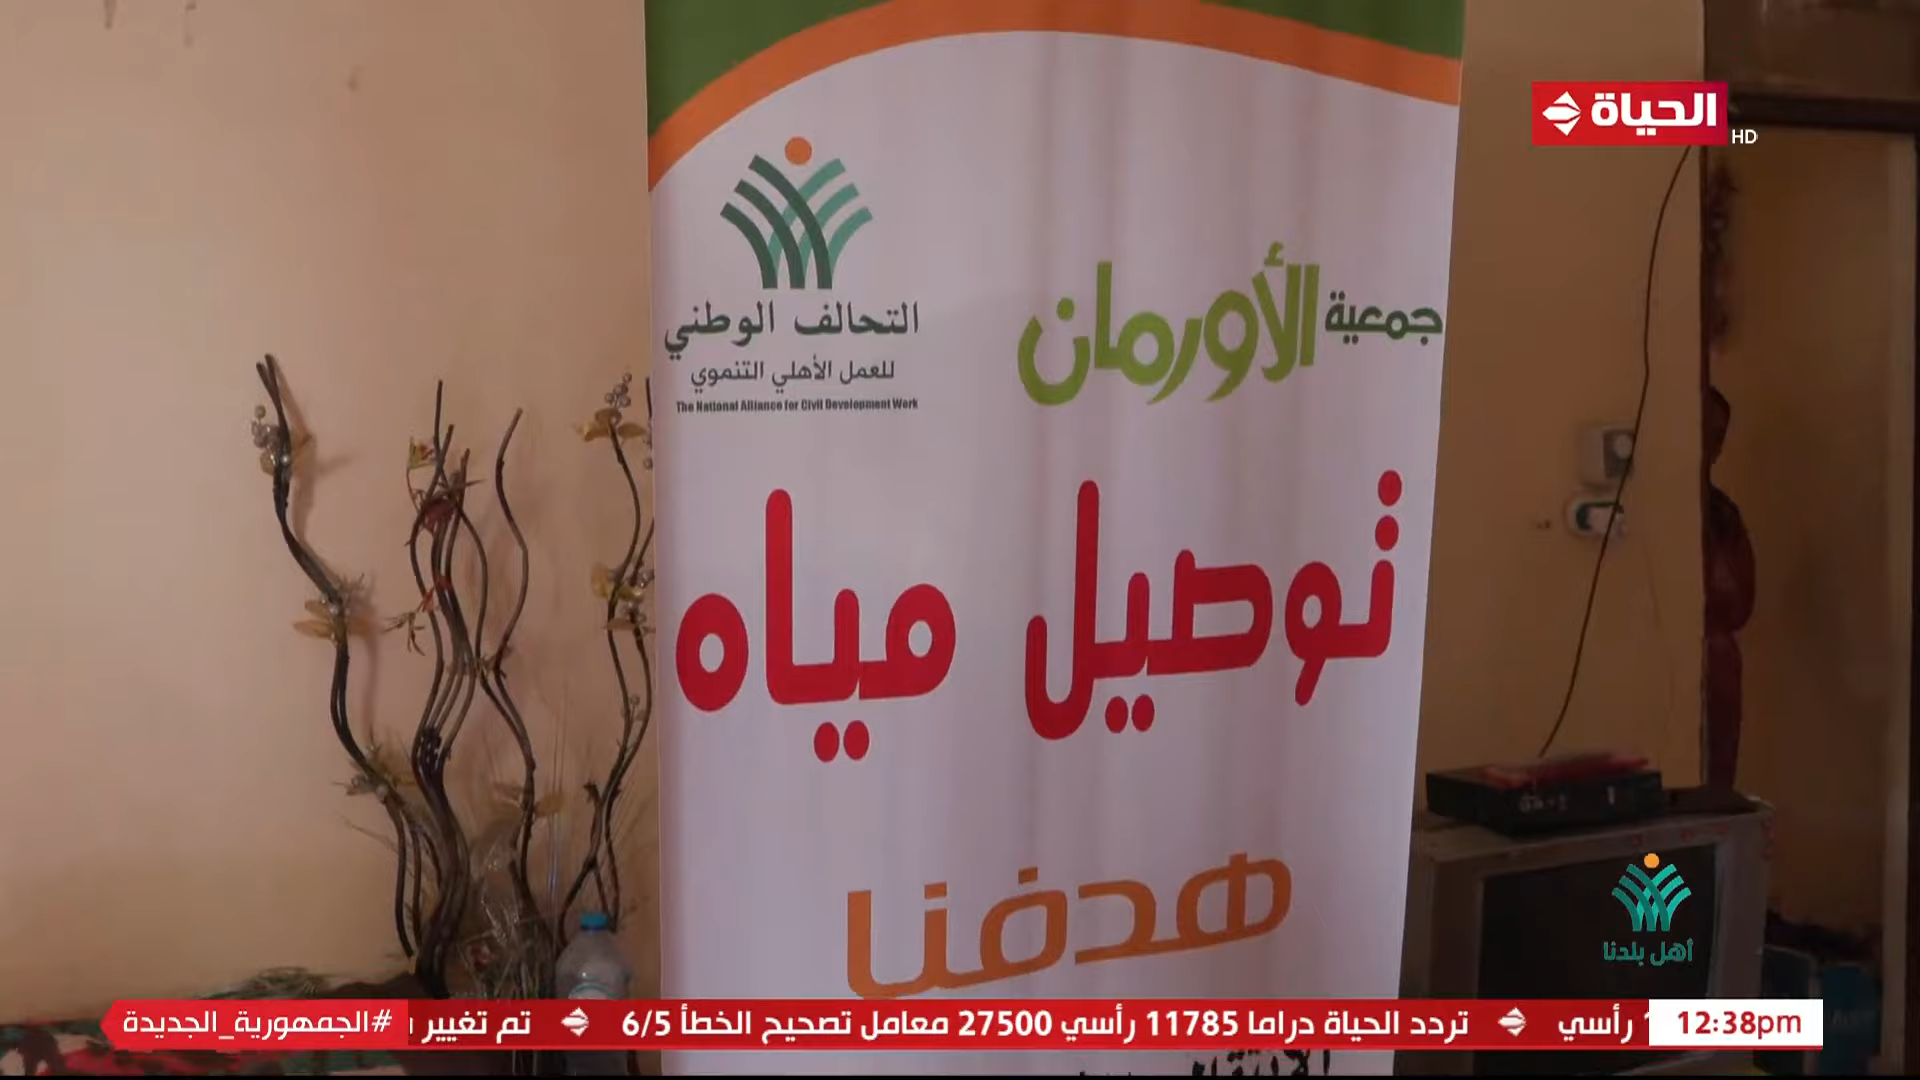 الحياة
HD
التحالف الوطني
للعمل الأهلي التنموي
The National Alliance for Civil Development Work
جمعية الأورمان
توصيل مياه
هدفنا
أهل بلدنا
12:38pm
رأسي
تردد الحياة دراما 11785 رأسي 27500 معامل تصحيح الخطأ 6/5
تم تغيير
#الجمهورية_الجديدة